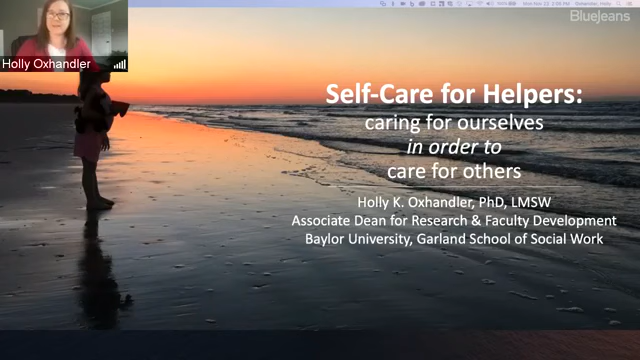 BlueJeans
Holly Oxhandler
Self-Care for Helpers:
caring for ourselves
in order to
care for others
Holly K. Oxhandler, PhD, LMSW
Associate Dean for Research & Faculty Development
Baylor University, Garland School of Social Work